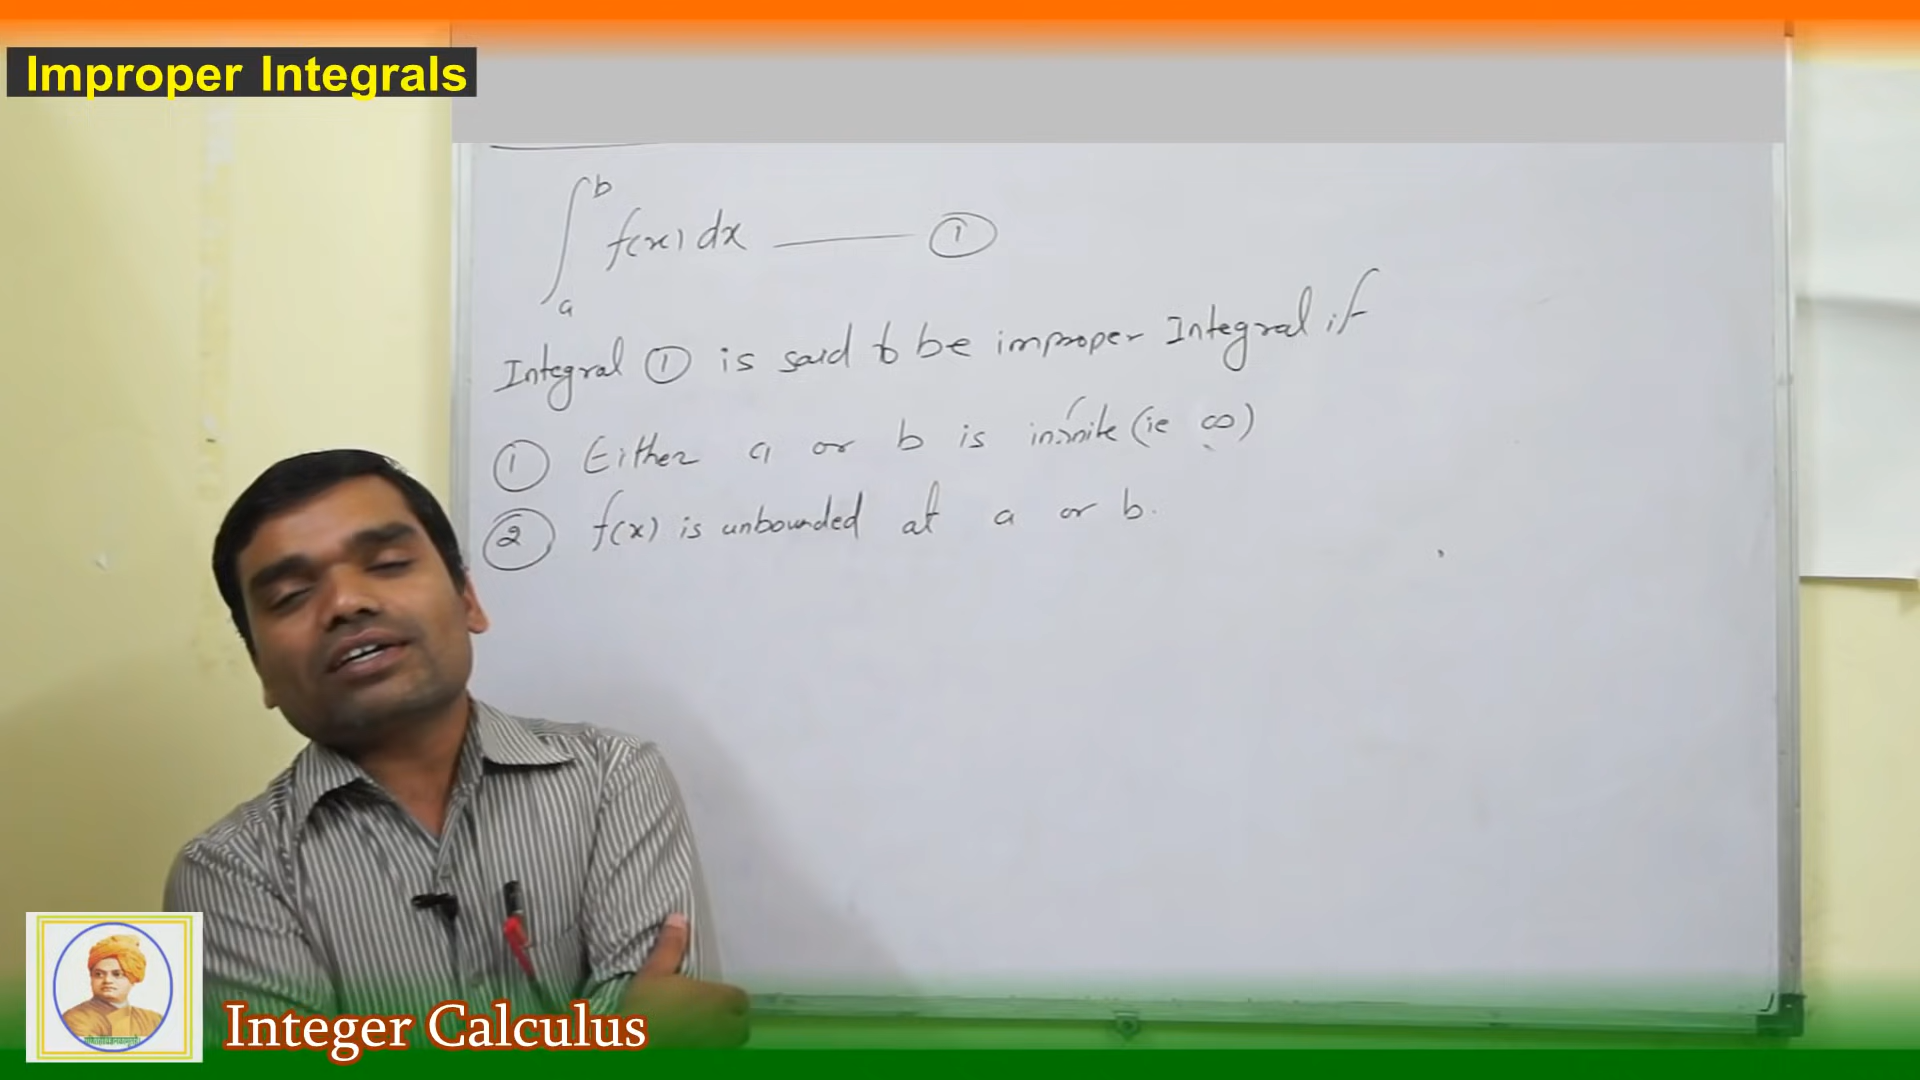 Improper Integrals
∫ₐᵇ f(x) dx ——— ①
Integral ① is said to be improper Integral if
① Either a or b is infinite (ie ∞)
② f(x) is unbounded at a or b.
Integer Calculus